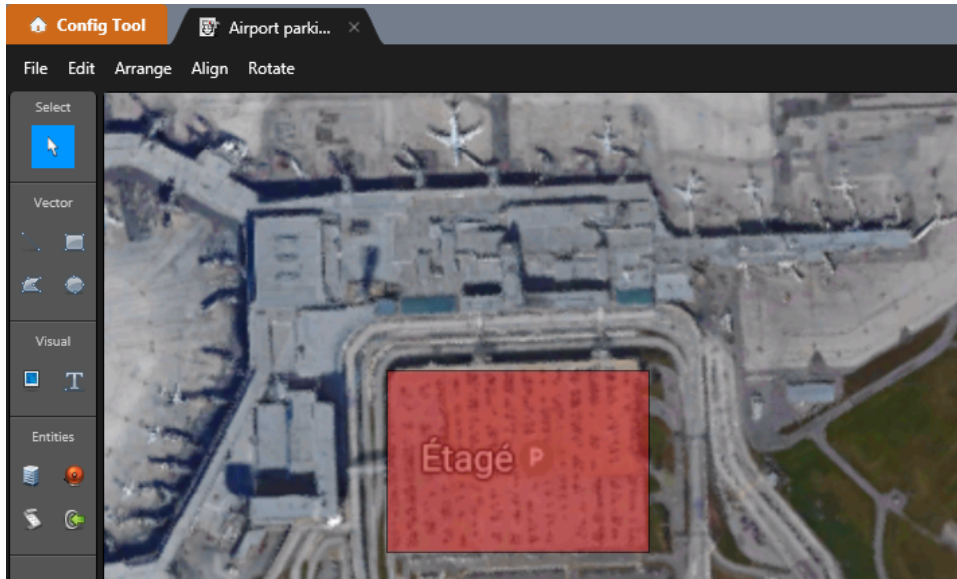 Config Tool
Airport parki...
File Edit Arrange Align Rotate
Select
Vector
Visual
T
Entities
Étagé P